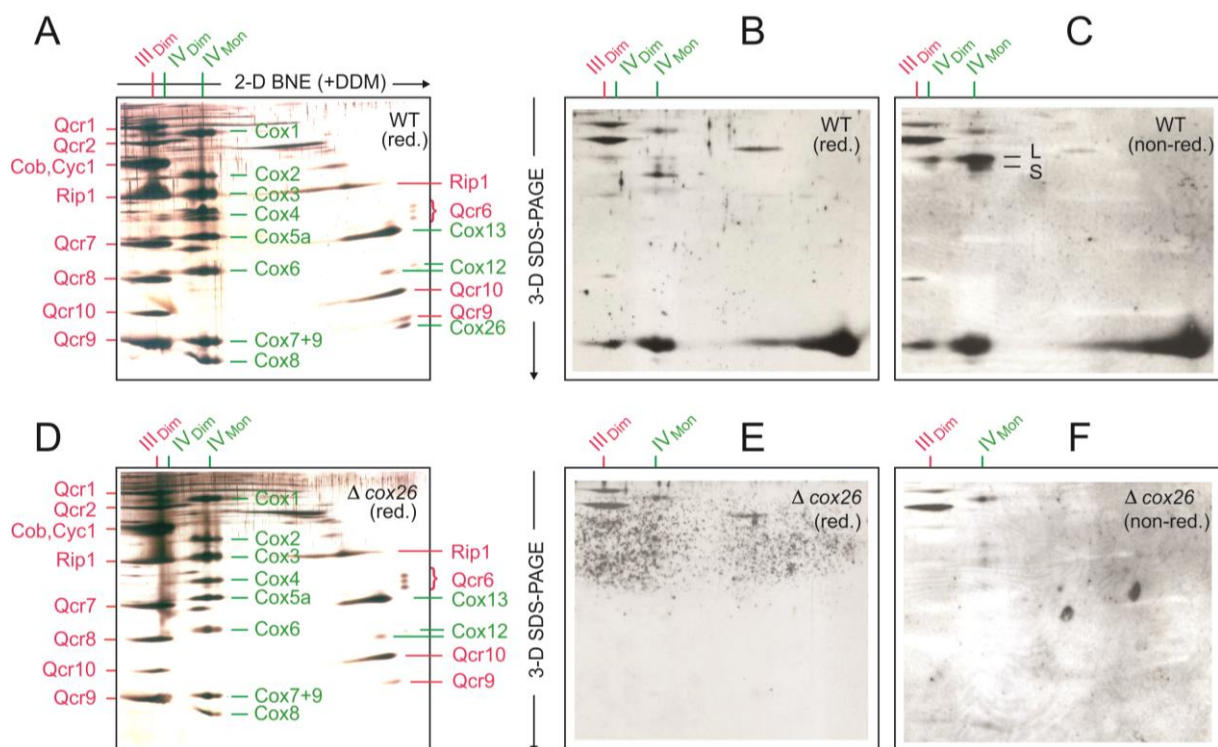 A
III Dim
IV Dim
IV Mon
2-D BNE (+DDM)
WT
(red.)
Qcr1
Qcr2
Cob,Cyc1
Rip1
Qcr7
Qcr8
Qcr10
Qcr9
Cox1
Cox2
Cox3
Cox4
Cox5a
Cox6
Cox7+9
Cox8
Rip1
Qcr6
Cox13
Cox12
Qcr10
Qcr9
Cox26
3-D SDS-PAGE
B
III Dim
IV Dim
IV Mon
WT
(red.)
C
III Dim
IV Dim
IV Mon
WT
(non-red.)
L
S
D
III Dim
IV Dim
IV Mon
Δ cox26
(red.)
Qcr1
Qcr2
Cob,Cyc1
Rip1
Qcr7
Qcr8
Qcr10
Qcr9
Cox1
Cox2
Cox3
Cox4
Cox5a
Cox6
Cox7+9
Cox8
Rip1
Qcr6
Cox13
Cox12
Qcr10
Qcr9
3-D SDS-PAGE
E
III Dim
IV Mon
Δ cox26
(red.)
F
III Dim
IV Mon
Δ cox26
(non-red.)